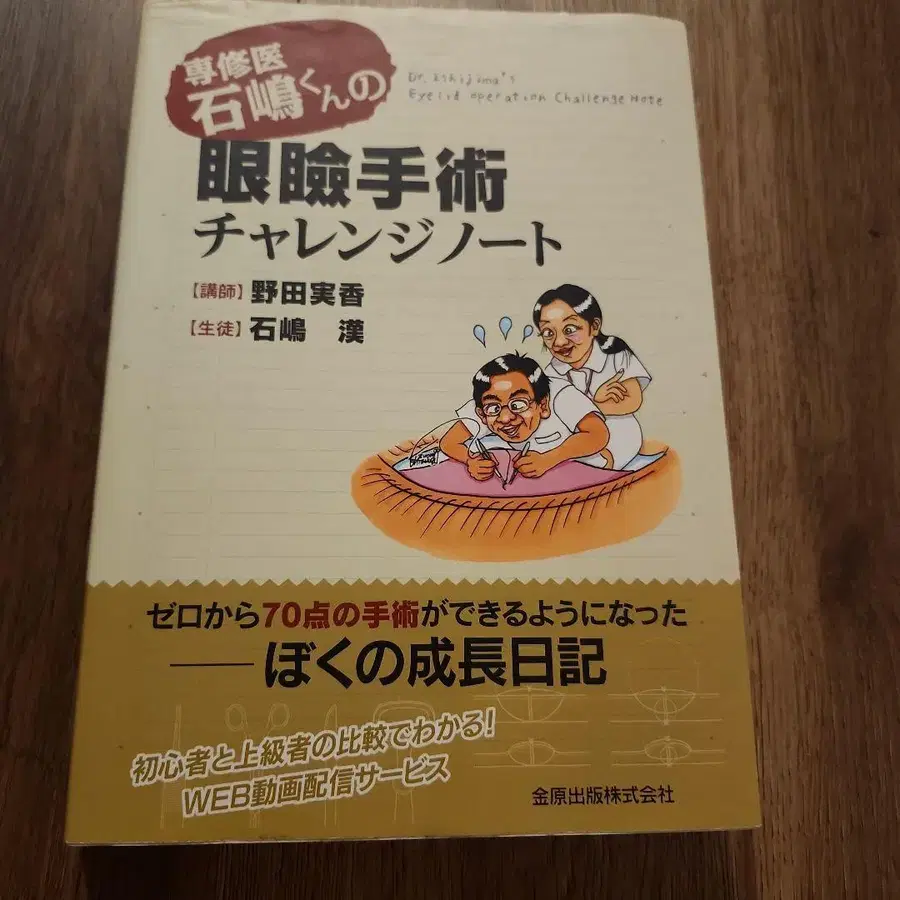 専修医
石嶋くんの
Dr. Eshijima's
Eyelid operation Challenge Note
眼瞼手術
チャレンジノート
【講師】野田実香
【生徒】石嶋 漢
ゼロから70点の手術ができるようになった
――ぼくの成長日記
初心者と上級者の比較でわかる!
WEB動画配信サービス
金原出版株式会社